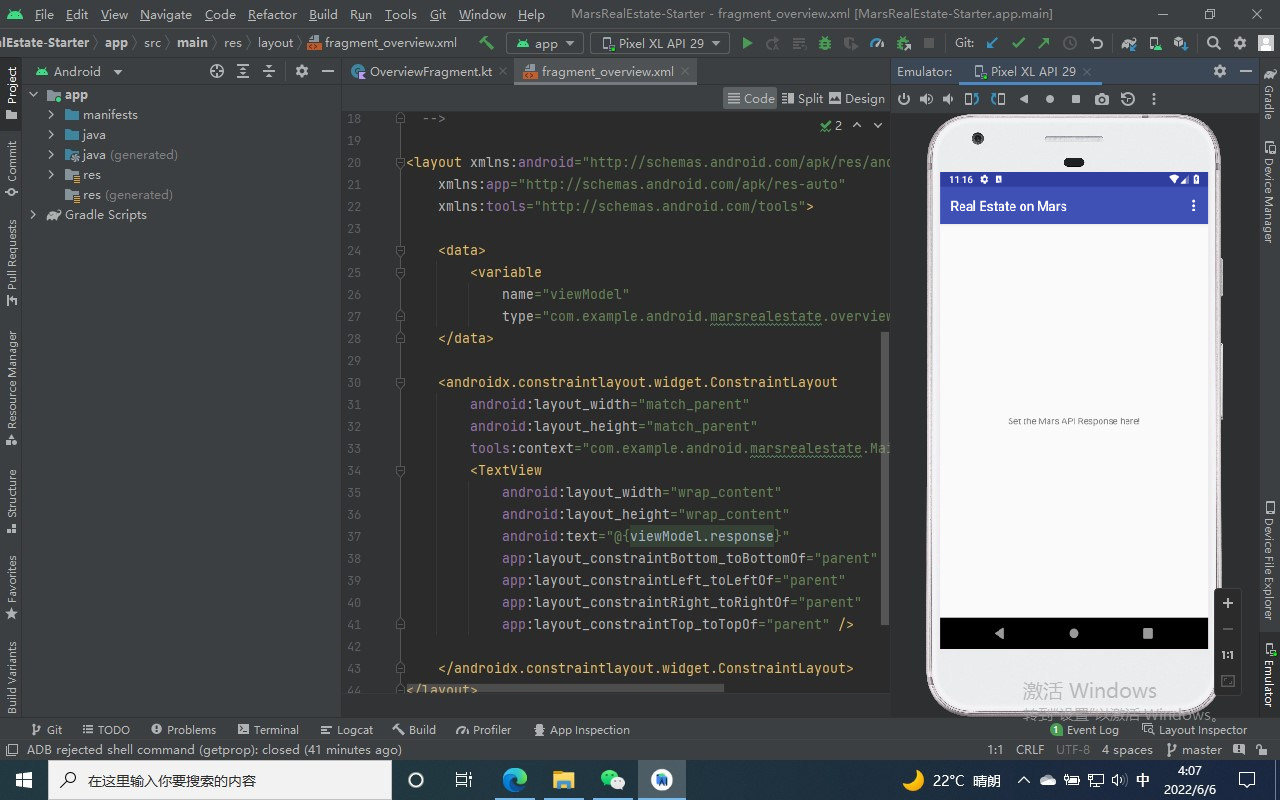 File Edit View Navigate Code Refactor Build Run Tools Git Window Help MarsRealEstate-Starter - fragment_overview.xml [MarsRealEstate-Starter.app.main]
lEstate-Starter app src main res layout fragment_overview.xml app Pixel XL API 29 Git:
Project
Commit
Pull Requests
Resource Manager
Structure
Favorites
Build Variants
Android
app
manifests
java
java (generated)
res
res (generated)
Gradle Scripts
OverviewFragment.kt fragment_overview.xml
Code Split Design
2
18 -->
19
20 <layout xmlns:android="http://schemas.android.com/apk/res/and
21 xmlns:app="http://schemas.android.com/apk/res-auto"
22 xmlns:tools="http://schemas.android.com/tools">
23
24 <data>
25 <variable
26 name="viewModel"
27 type="com.example.android.marsrealestate.overview
28 </data>
29
30 <androidx.constraintlayout.widget.ConstraintLayout
31 android:layout_width="match_parent"
32 android:layout_height="match_parent"
33 tools:context="com.example.android.marsrealestate.Mai
34 <TextView
35 android:layout_width="wrap_content"
36 android:layout_height="wrap_content"
37 android:text="@{viewModel.response}"
38 app:layout_constraintBottom_toBottomOf="parent"
39 app:layout_constraintLeft_toLeftOf="parent"
40 app:layout_constraintRight_toRightOf="parent"
41 app:layout_constraintTop_toTopOf="parent" />
42
43 </androidx.constraintlayout.widget.ConstraintLayout>
44 </layout>
Emulator: Pixel XL API 29
11:16
Real Estate on Mars
Set the Mars API Response here!
1:1
激活 Windows
转到"设置"以激活 Windows。
Gradle
Device Manager
Device File Explorer
Emulator
Git TODO Problems Terminal Logcat Build Profiler App Inspection 1 Event Log Layout Inspector
ADB rejected shell command (getprop): closed (41 minutes ago) 1:1 CRLF UTF-8 4 spaces master
在这里输入你要搜索的内容
22°C 晴朗
中
4:07
2022/6/6